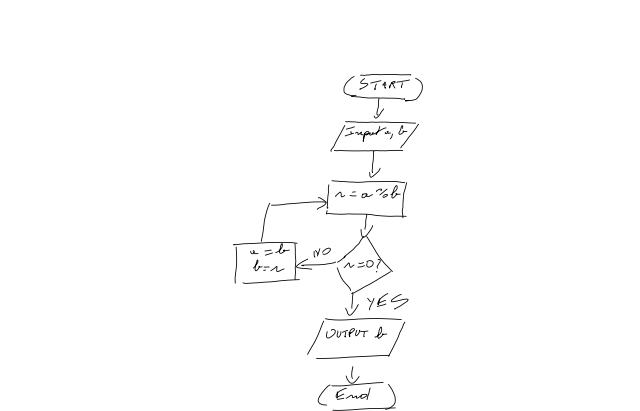 START
Input a, b
r = a % b
r=0?
NO
a = b
b = r
YES
OUTPUT b
End